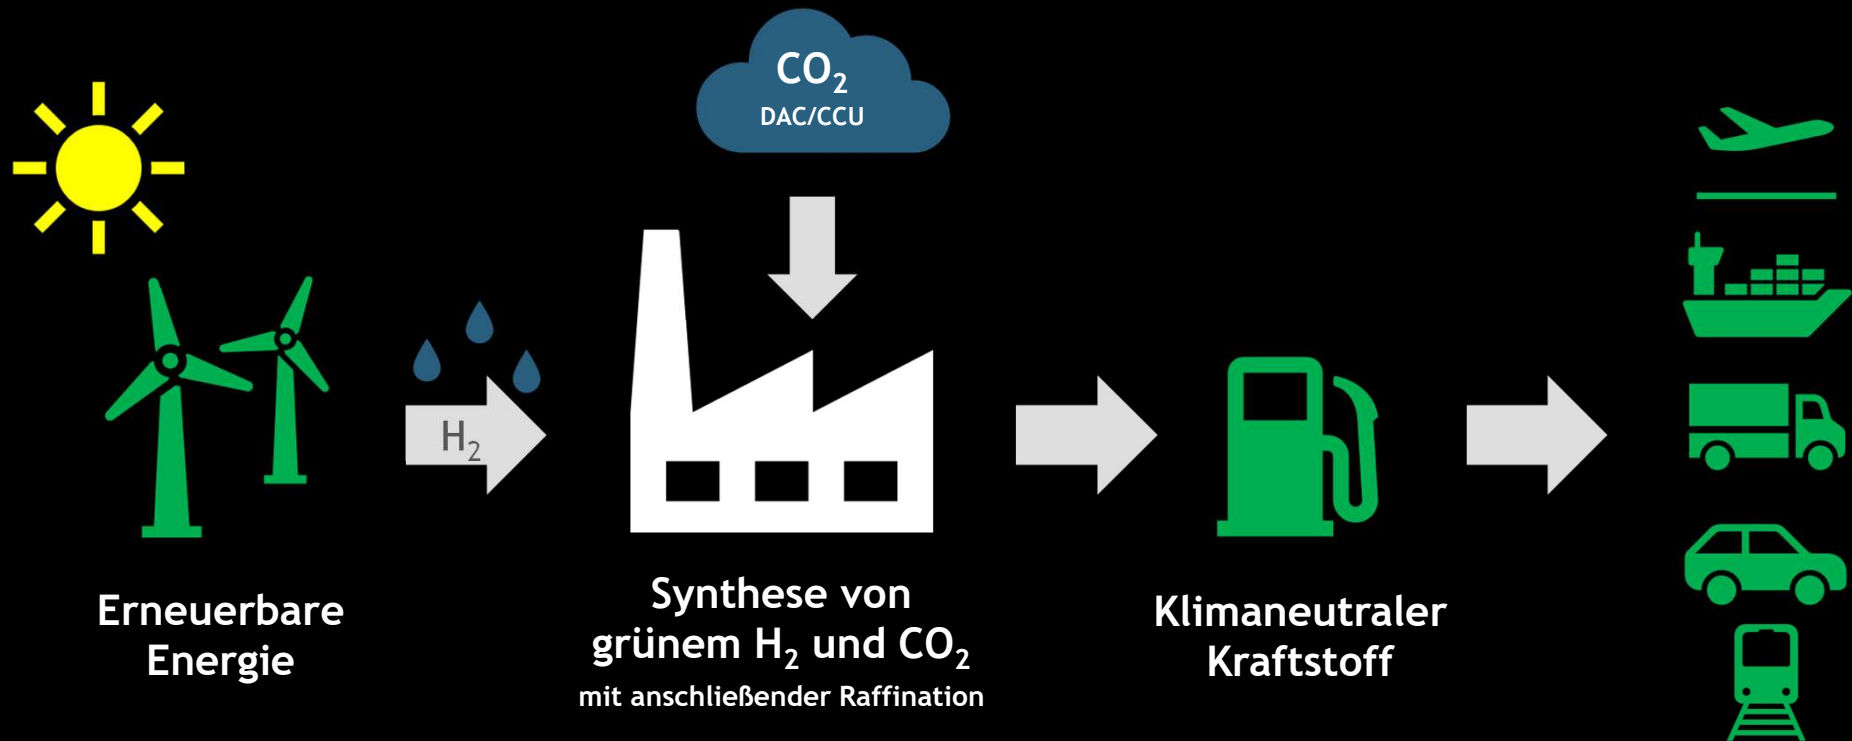 CO₂
DAC/CCU
H₂
Erneuerbare
Energie
Synthese von
grünem H₂ und CO₂
mit anschließender Raffination
Klimaneutraler
Kraftstoff